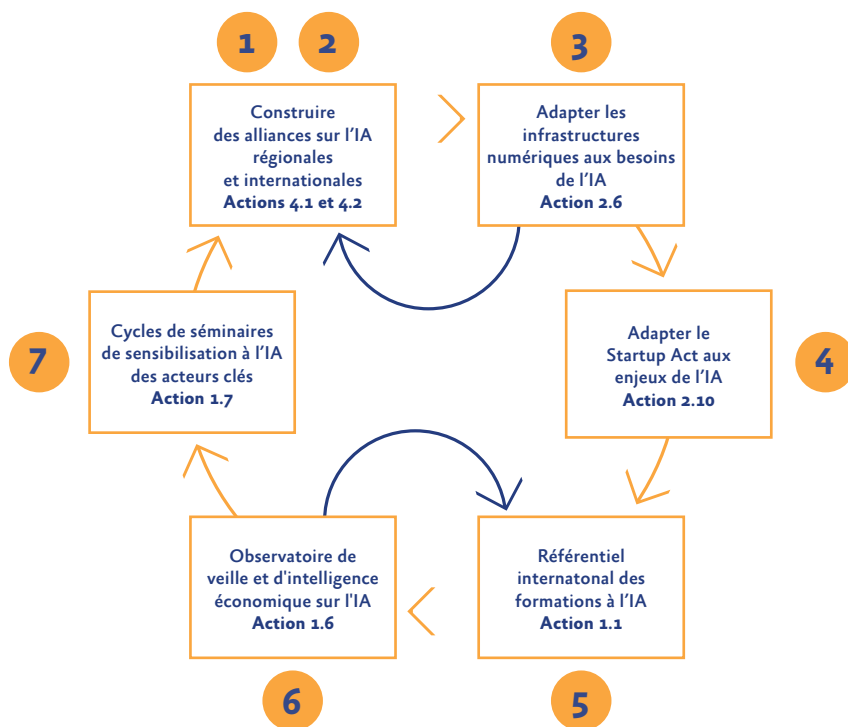 1
2
Construire
des alliances sur l'IA
régionales
et internationales
Actions 4.1 et 4.2
3
Adapter les
infrastructures
numériques aux besoins
de l'IA
Action 2.6
4
Adapter le
Startup Act aux
enjeux de l'IA
Action 2.10
5
Référentiel
internatonal des
formations à l'IA
Action 1.1
6
Observatoire de
veille et d'intelligence
économique sur l'IA
Action 1.6
7
Cycles de séminaires
de sensibilisation à l'IA
des acteurs clés
Action 1.7